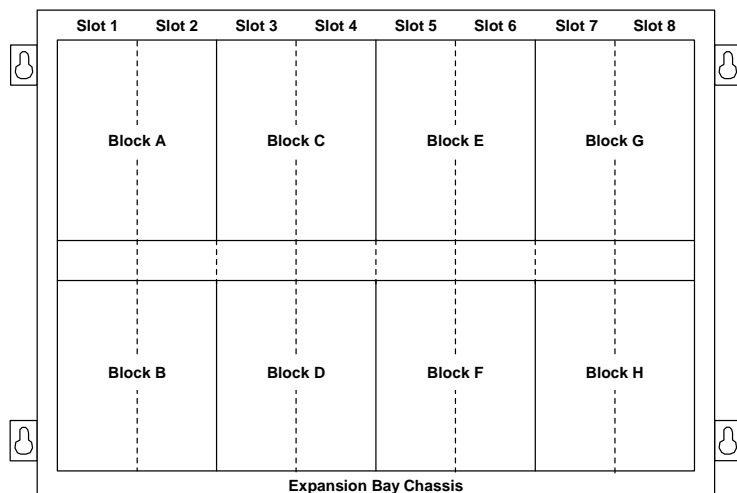 Slot 1 Slot 2 Slot 3 Slot 4 Slot 5 Slot 6 Slot 7 Slot 8
Block A Block C Block E Block G
Block B Block D Block F Block H
Expansion Bay Chassis